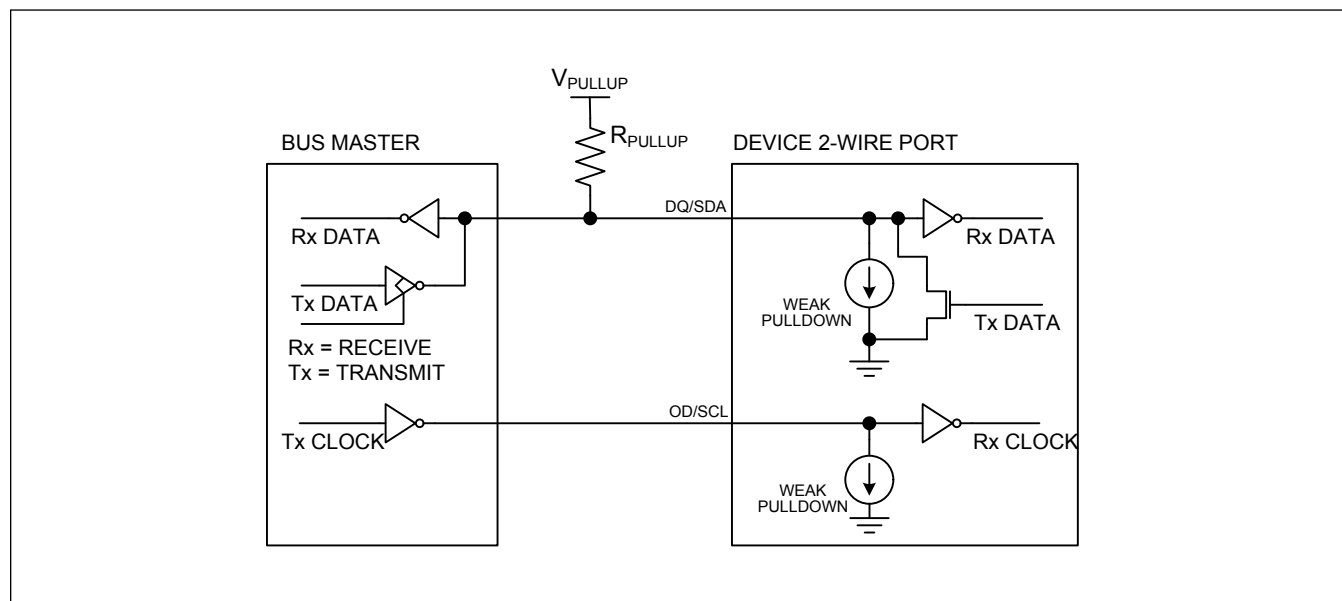 VPULLUP
RPULLUP
BUS MASTER
DEVICE 2-WIRE PORT
DQ/SDA
Rx DATA
Rx DATA
Tx DATA
WEAK
PULLDOWN
Tx DATA
Rx = RECEIVE
Tx = TRANSMIT
OD/SCL
Tx CLOCK
Rx CLOCK
WEAK
PULLDOWN